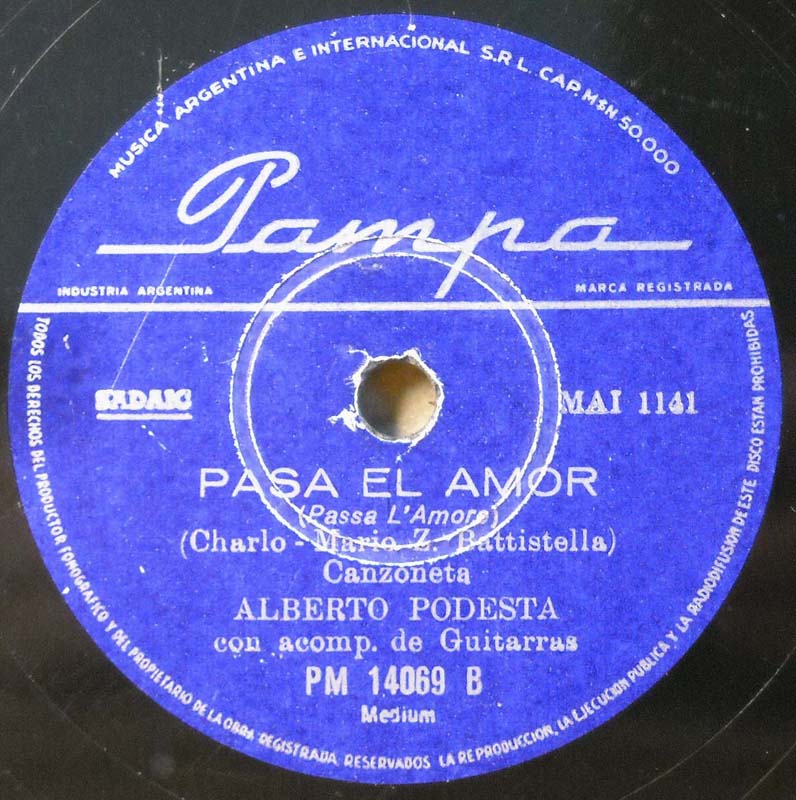 MUSICA ARGENTINA E INTERNACIONAL S.R.L. CAP. M$N 50.000
Pampa
INDUSTRIA ARGENTINA
MARCA REGISTRADA
SADAIC
MAI 1141
PASA EL AMOR
(Passa L'Amore)
(Charlo - Mario Z. Battistella)
Canzoneta
ALBERTO PODESTA
con acomp. de Guitarras
PM 14069 B
Medium
TODOS LOS DERECHOS DEL PRODUCTOR FONOGRAFICO Y DEL PROPIETARIO DE LA OBRA REGISTRADA RESERVADOS LA REPRODUCCION, LA EJECUCION PUBLICA Y LA RADIODIFUSION DE ESTE DISCO ESTAN PROHIBIDAS